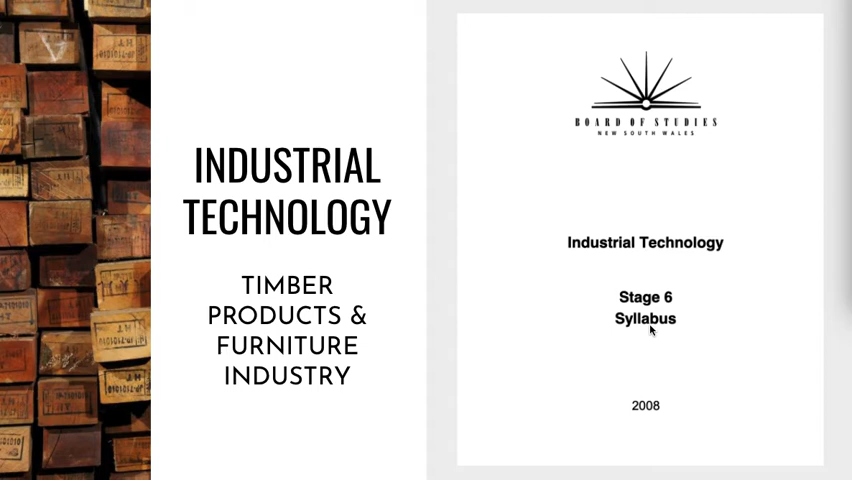 INDUSTRIAL
TECHNOLOGY
TIMBER
PRODUCTS &
FURNITURE
INDUSTRY
BOARD OF STUDIES
NEW SOUTH WALES
Industrial Technology
Stage 6
Syllabus
2008